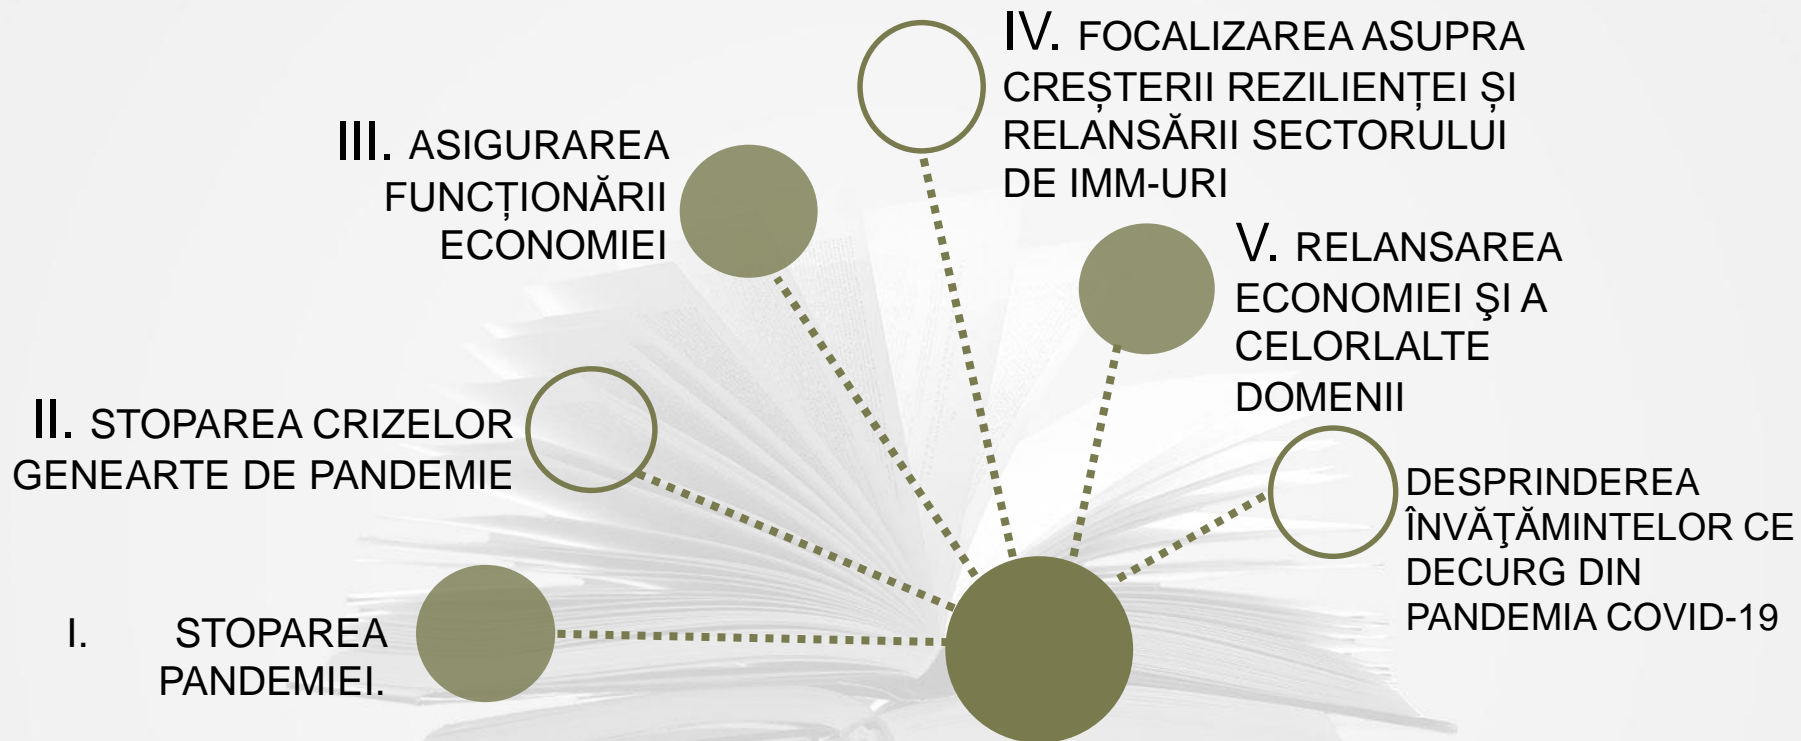 I. STOPAREA
PANDEMIEI.
II. STOPAREA CRIZELOR
GENEARTE DE PANDEMIE
III. ASIGURAREA
FUNCȚIONĂRII
ECONOMIEI
IV. FOCALIZAREA ASUPRA
CREȘTERII REZILIENȚEI ȘI
RELANSĂRII SECTORULUI
DE IMM-URI
V. RELANSAREA
ECONOMIEI ŞI A
CELORLALTE
DOMENII
DESPRINDEREA
ÎNVĂŢĂMINTELOR CE
DECURG DIN
PANDEMIA COVID-19